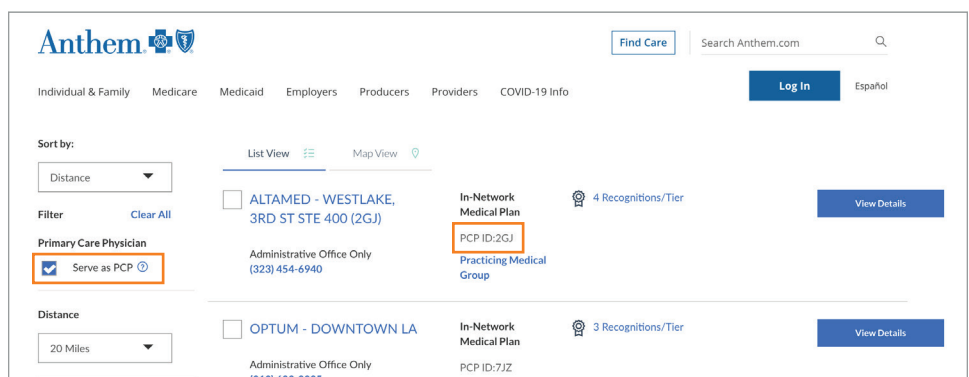 Anthem
Find Care
Search Anthem.com
Individual & Family Medicare Medicaid Employers Producers Providers COVID-19 Info
Log In
Español
Sort by:
Distance
Filter Clear All
Primary Care Physician
Serve as PCP
Distance
20 Miles
List View Map View
ALTAMED - WESTLAKE,
3RD ST STE 400 (2GJ)
Administrative Office Only
(323) 454-6940
In-Network
Medical Plan
PCP ID:2GJ
Practicing Medical
Group
4 Recognitions/Tier
View Details
OPTUM - DOWNTOWN LA
Administrative Office Only
In-Network
Medical Plan
PCP ID:7JZ
3 Recognitions/Tier
View Details